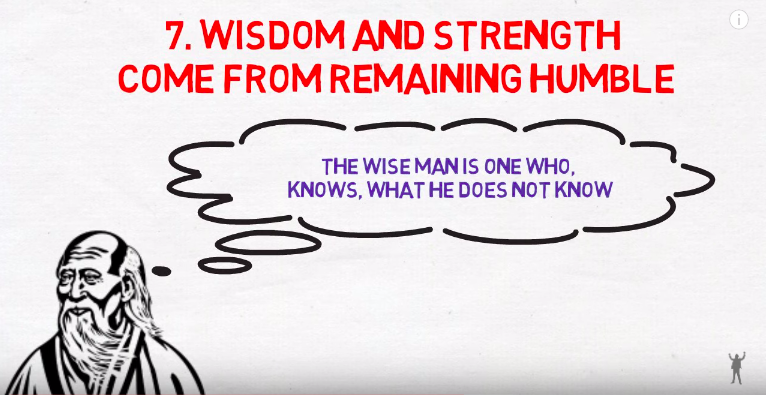 7. WISDOM AND STRENGTH
COME FROM REMAINING HUMBLE
THE WISE MAN IS ONE WHO,
KNOWS, WHAT HE DOES NOT KNOW
i